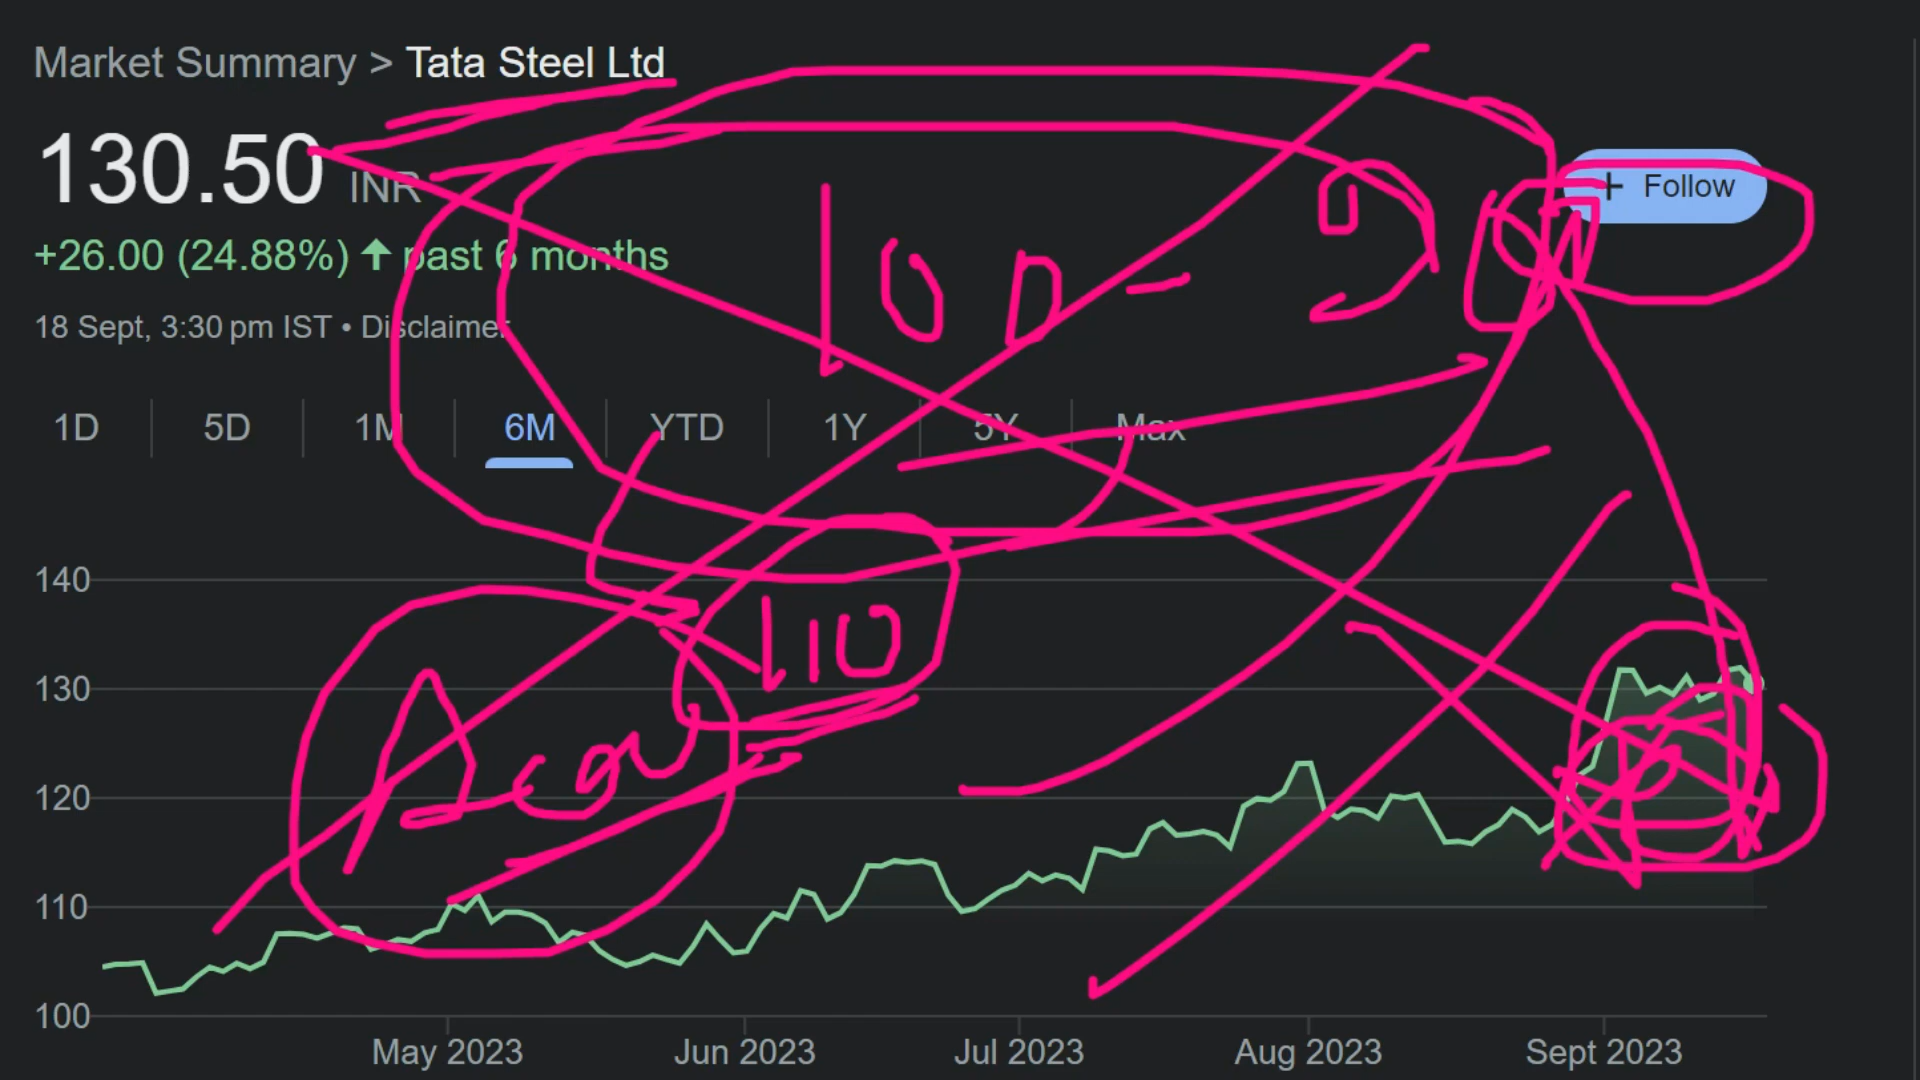 Market Summary > Tata Steel Ltd
130.50 INR
+ Follow
+26.00 (24.88%) ↑ past 6 months
18 Sept, 3:30 pm IST • Disclaimer
1D 5D 1M 6M YTD 1Y 5Y Max
140
130
120
110
110
100
May 2023 Jun 2023 Jul 2023 Aug 2023 Sept 2023